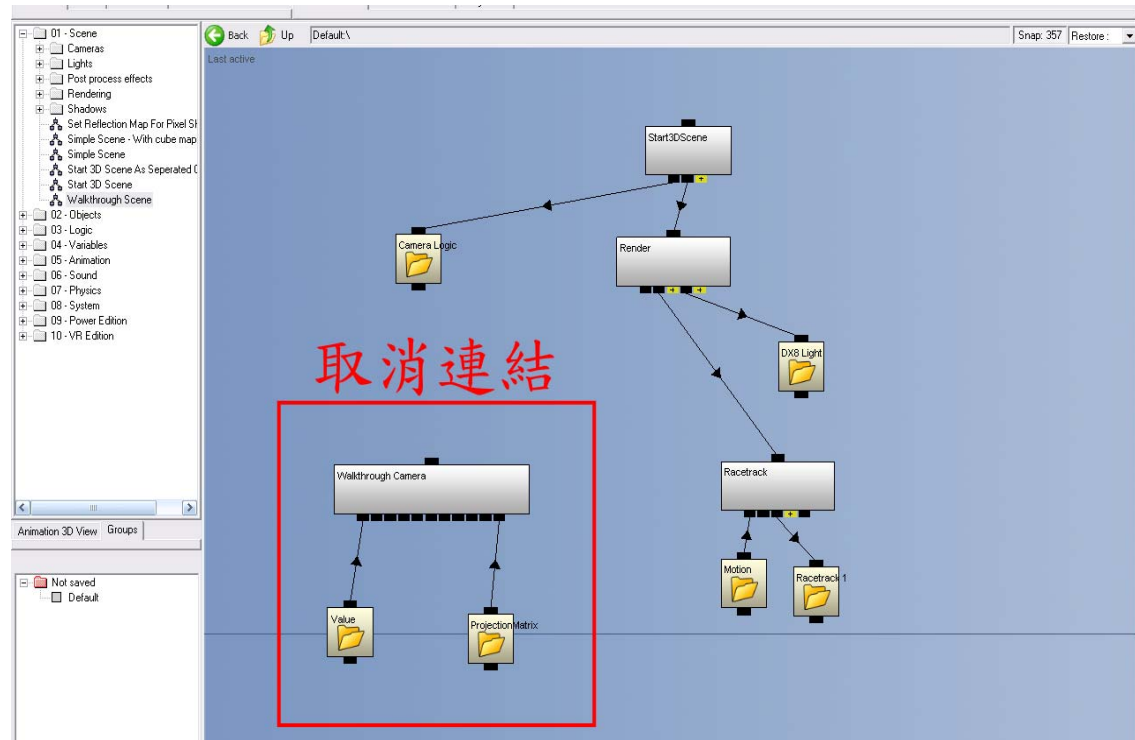 01 - Scene
Cameras
Lights
Post process effects
Rendering
Shadows
Set Reflection Map For Pixel Sh
Simple Scene - With cube map
Simple Scene
Start 3D Scene As Seperated O
Start 3D Scene
Walkthrough Scene
02 - Objects
03 - Logic
04 - Variables
05 - Animation
06 - Sound
07 - Physics
08 - System
09 - Power Edition
10 - VR Edition
Animation 3D View Groups
Not saved
Default
Back Up Default:\ Snap: 357 Restore :
Last active
Start3DScene
Camera Logic
Render
DX8 Light
取消連結
Walkthrough Camera
Racetrack
Value
ProjectionMatrix
Motion
Racetrack 1